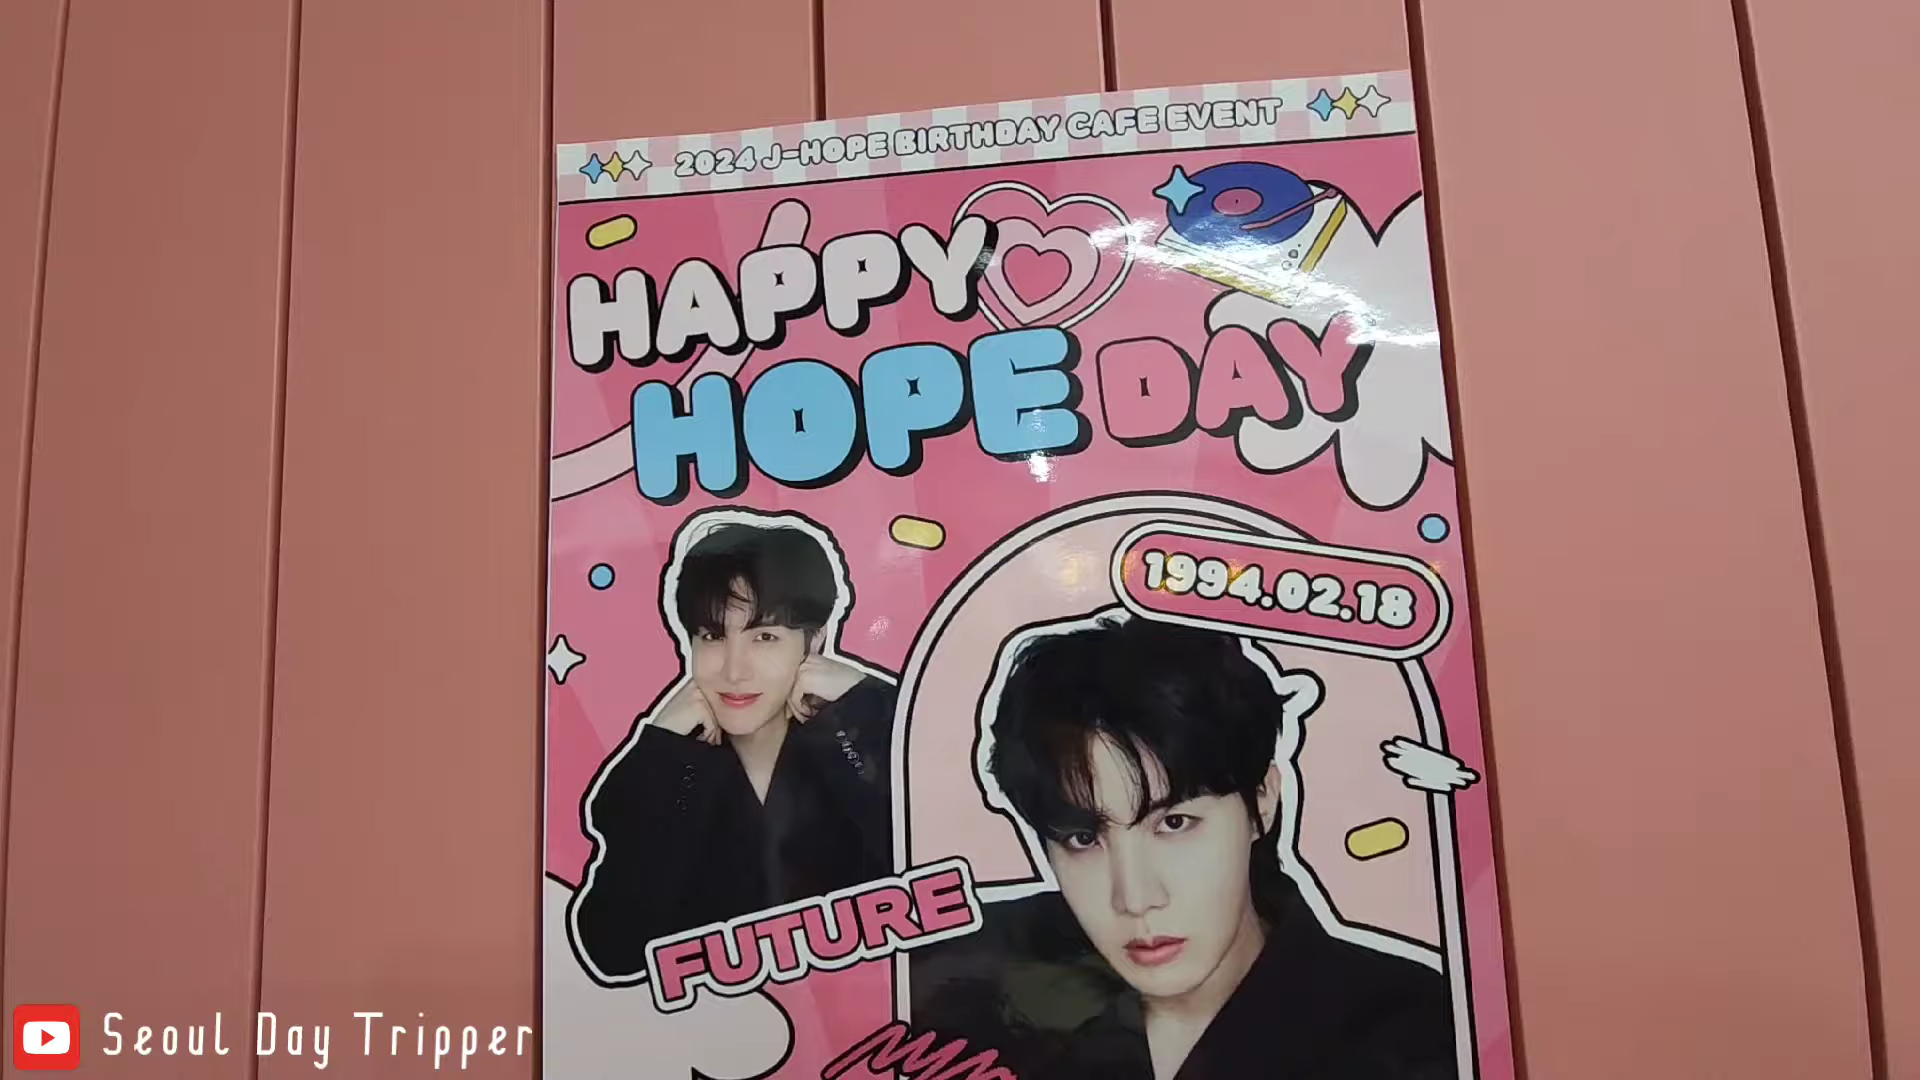 2024 J-HOPE BIRTHDAY CAFE EVENT
HAPPY
HOPE DAY
1994.02.18
FUTURE
Seoul Day Tripper